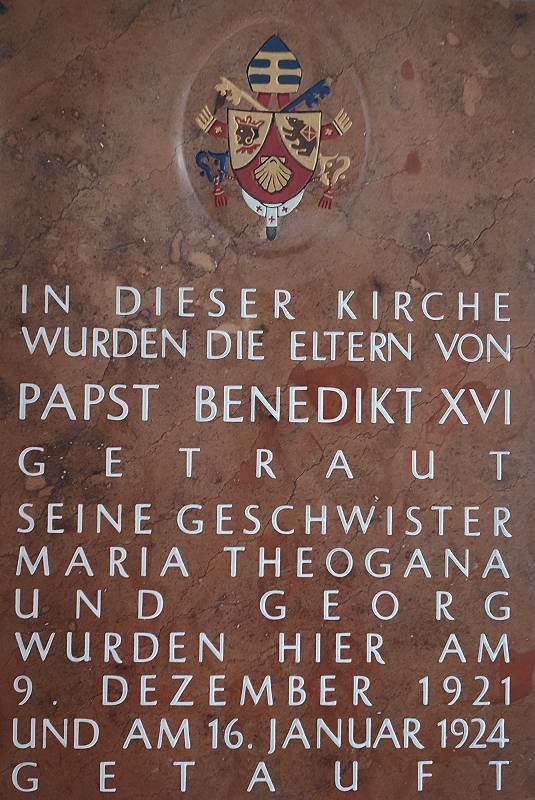 IN DIESER KIRCHE
WURDEN DIE ELTERN VON
PAPST BENEDIKT XVI
GETRAUT
SEINE GESCHWISTER
MARIA THEOGANA
UND GEORG
WURDEN HIER AM
9. DEZEMBER 1921
UND AM 16. JANUAR 1924
GETAUFT